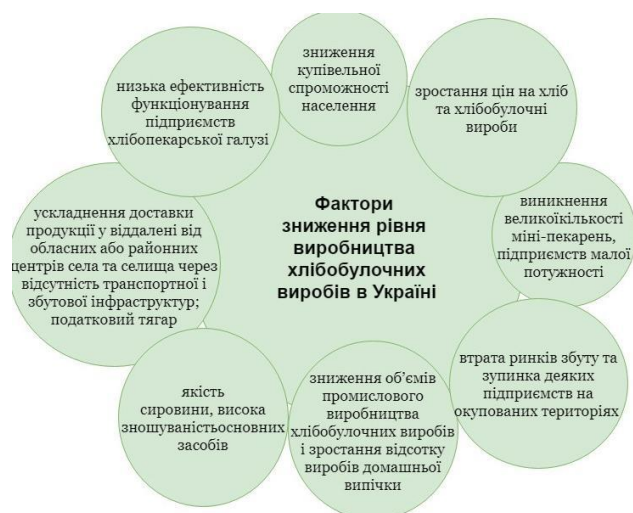 зниження
купівельної
спроможності
населення
зростання цін на хліб
та хлібобулочні
вироби
виникнення
великоїкількості
міні-пекарень,
підприємств малої
потужності
втрата ринків збуту та
зупинка деяких
підприємств на
окупованих територіях
зниження об’ємів
промислового
виробництва
хлібобулочних виробів
і зростання відсотку
виробів домашньої
випічки
якість
сировини, висока
зношуваністьосновних
засобів
ускладнення доставки
продукції у віддалені від
обласних або районних
центрів села та селища через
відсутність транспортної і
збутової інфраструктур;
податковий тягар
низька ефективність
функціонування
підприємств
хлібопекарської галузі
Фактори
зниження рівня
виробництва
хлібобулочних
виробів в Україні